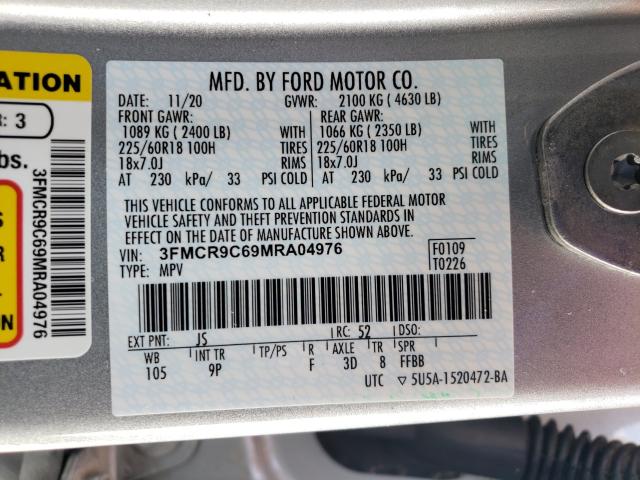 ATION
R: 3
bs.
S
R
ON
3FMCR9C69MRA04976
MFD. BY FORD MOTOR CO.
DATE: 11/20 GVWR: 2100 KG ( 4630 LB)
FRONT GAWR: REAR GAWR:
1089 KG ( 2400 LB) WITH 1066 KG ( 2350 LB) WITH
225/60R18 100H TIRES 225/60R18 100H TIRES
18x7.0J RIMS 18x7.0J RIMS
AT 230 kPa/ 33 PSI COLD AT 230 kPa/ 33 PSI COLD
THIS VEHICLE CONFORMS TO ALL APPLICABLE FEDERAL MOTOR
VEHICLE SAFETY AND THEFT PREVENTION STANDARDS IN
EFFECT ON THE DATE OF MANUFACTURE SHOWN ABOVE.
VIN: 3FMCR9C69MRA04976 F0109
TYPE: MPV T0226
EXT PNT: JS RC: 52 DSO:
WB INT TR TP/PS R AXLE TR SPR
105 9P F 3D 8 FFBB
UTC ▽5U5A-1520472-BA